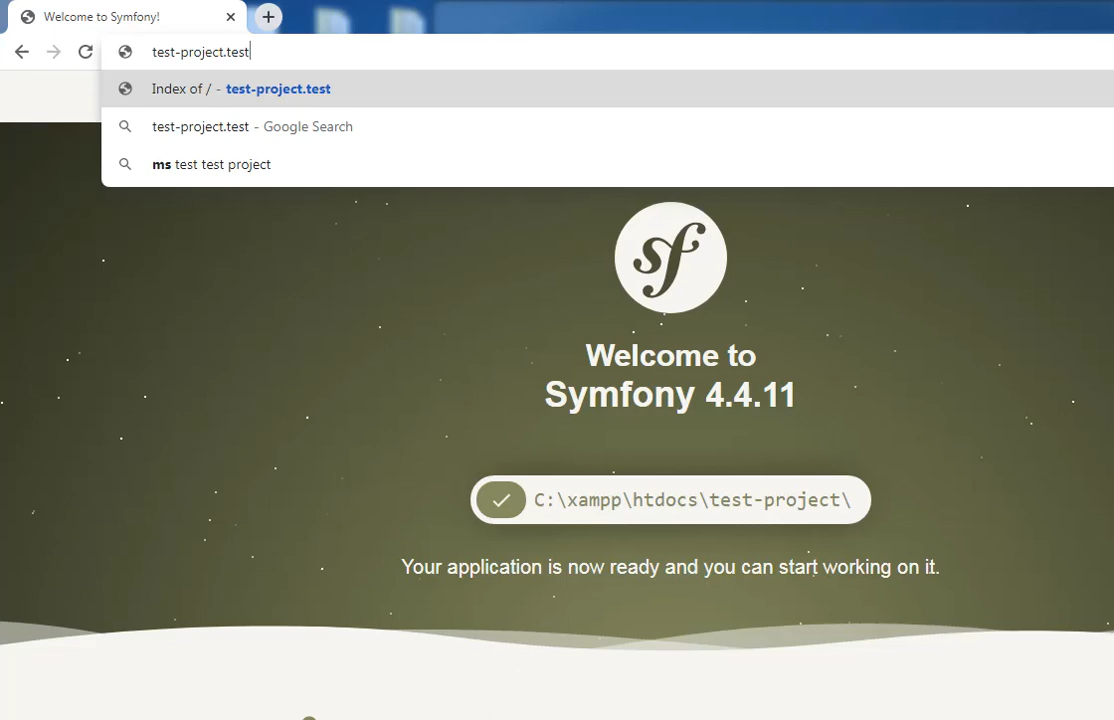 Welcome to Symfony!
test-project.test
Index of / - test-project.test
test-project.test - Google Search
ms test test project
sf
Welcome to
Symfony 4.4.11
C:\xampp\htdocs\test-project\
Your application is now ready and you can start working on it.